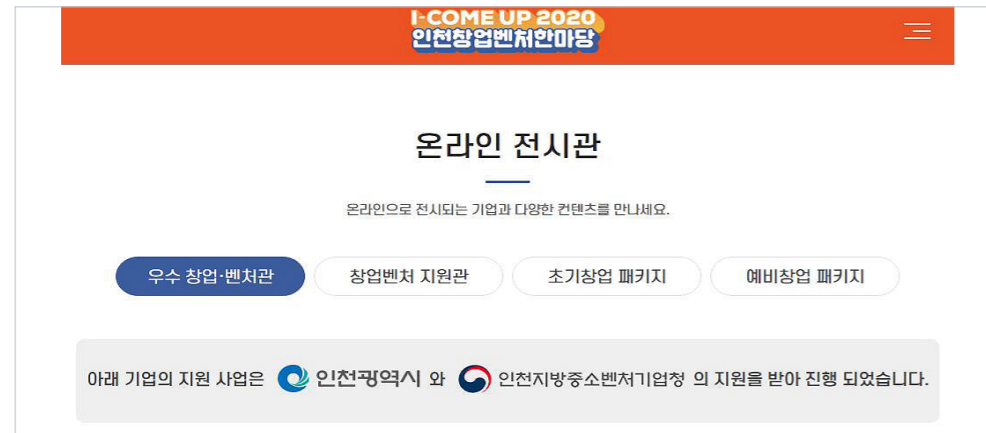 I-COME UP 2020
인천창업벤처한마당
온라인 전시관
온라인으로 전시되는 기업과 다양한 컨텐츠를 만나세요.
우수 창업·벤처관 창업벤처 지원관 초기창업 패키지 예비창업 패키지
아래 기업의 지원 사업은 인천광역시 와 인천지방중소벤처기업청 의 지원을 받아 진행 되었습니다.